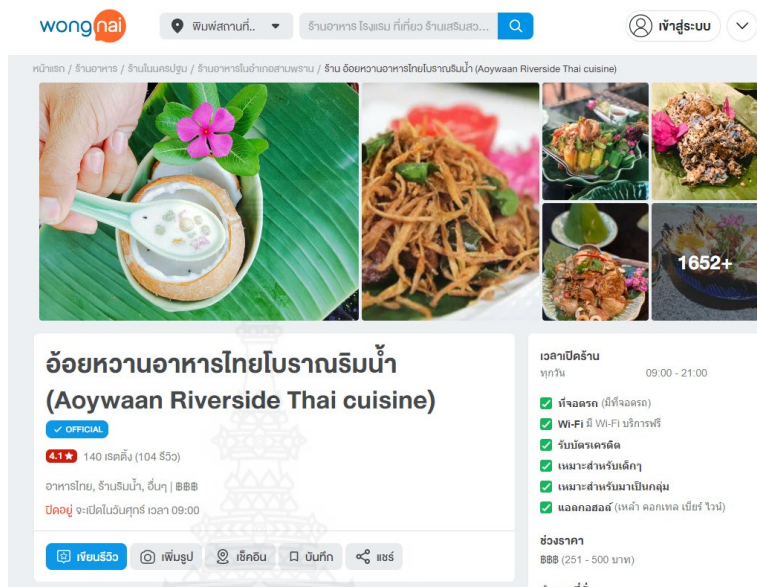 wongnai
พิมพ์สถานที่..
ร้านอาหาร โรงแรม ที่เที่ยว ร้านเสริมสว...
เข้าสู่ระบบ
หน้าแรก / ร้านอาหาร / ร้านในนครปฐม / ร้านอาหารในอำเภอสามพราน / ร้าน อ้อยหวานอาหารไทยโบราณริมน้ำ (Aoywaan Riverside Thai cuisine)
1652+
อ้อยหวานอาหารไทยโบราณริมน้ำ
(Aoywaan Riverside Thai cuisine)
OFFICIAL
4.1★ 140 เรตติ้ง (104 รีวิว)
อาหารไทย, ร้านริมน้ำ, อื่นๆ | ฿฿฿
ปิดอยู่ จะเปิดในวันศุกร์ เวลา 09:00
เขียนรีวิว เพิ่มรูป เช็คอิน บันทึก แชร์
เวลาเปิดร้าน
ทุกวัน 09:00 - 21:00
ที่จอดรถ (มีที่จอดรถ)
Wi-Fi มี Wi-Fi บริการฟรี
รับบัตรเครดิต
เหมาะสำหรับเด็กๆ
เหมาะสำหรับมาเป็นกลุ่ม
แอลกอฮอล์ (เหล้า คอกเทล เบียร์ ไวน์)
ช่วงราคา
฿฿฿ (251 - 500 บาท)